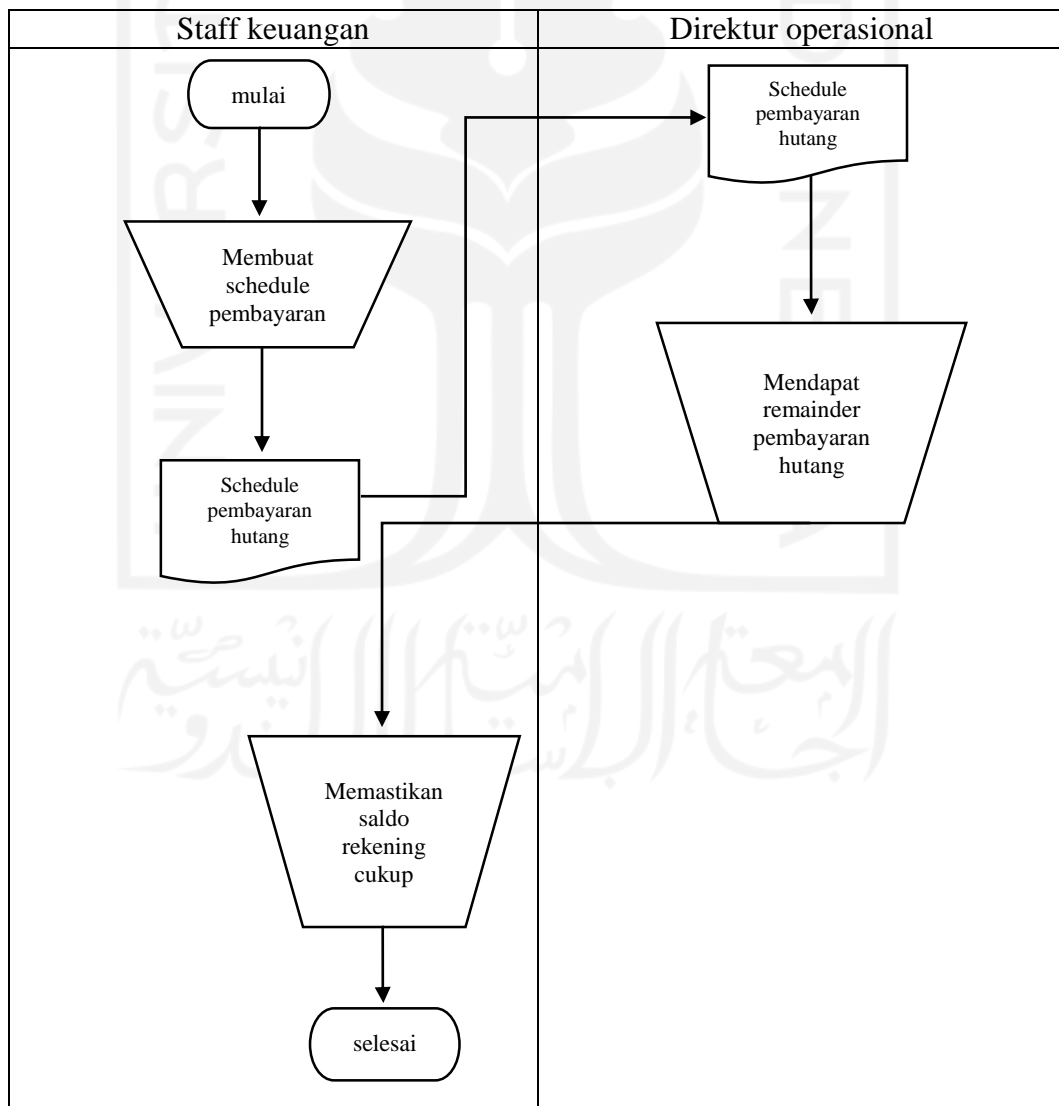 Staff keuangan
Direktur operasional
mulai
Membuat
schedule
pembayaran
Schedule
pembayaran
hutang
Schedule
pembayaran
hutang
Mendapat
remainder
pembayaran
hutang
Memastikan
saldo
rekening
cukup
selesai